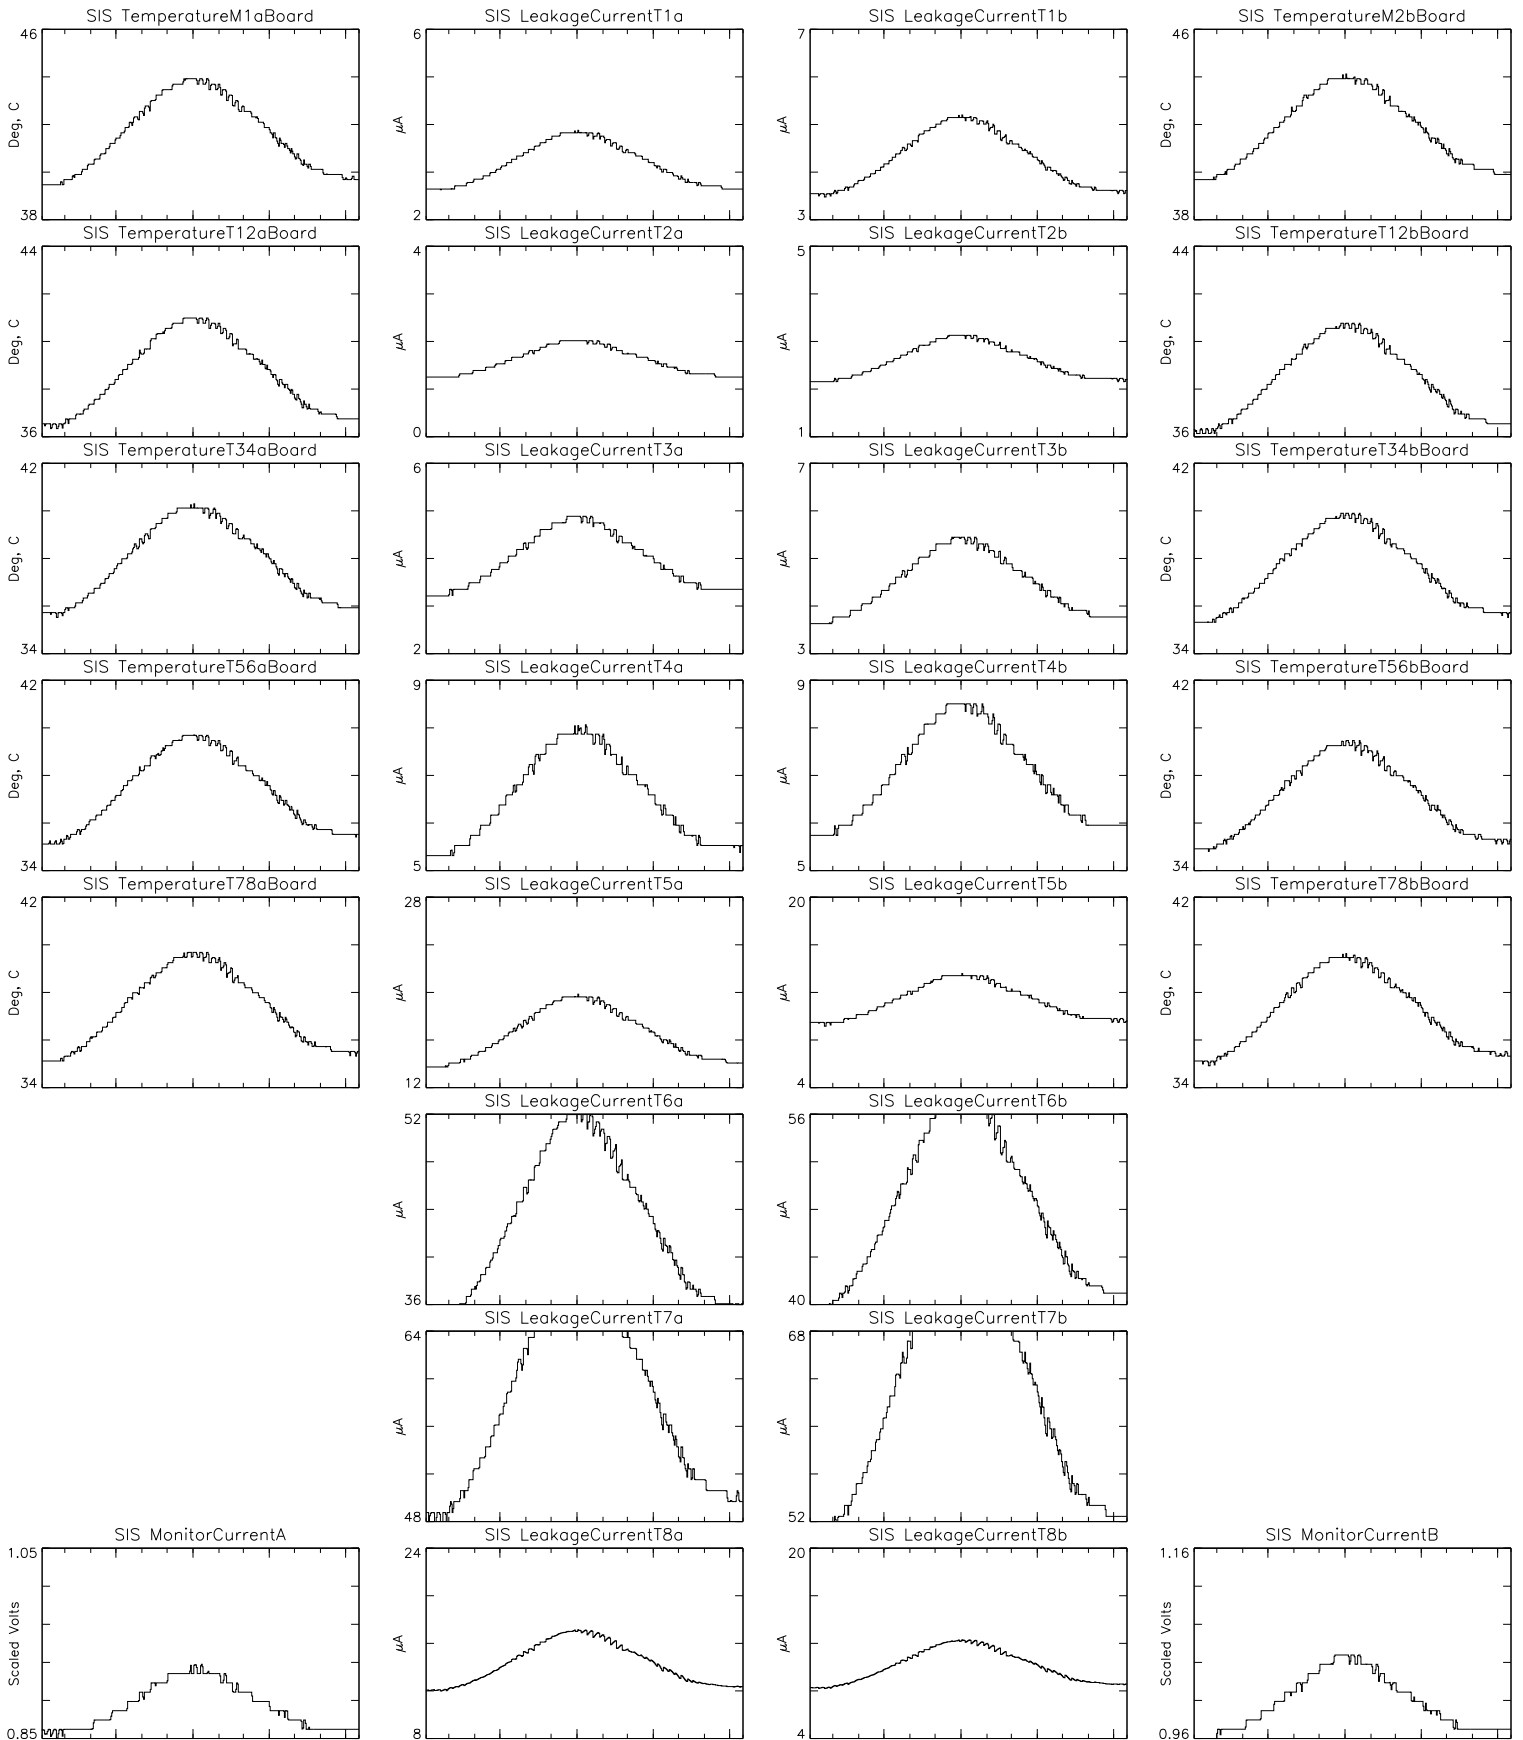 SIS TemperatureM1aBoard SIS LeakageCurrentT1a SIS LeakageCurrentT1b SIS TemperatureM2bBoard
46 6 7 46
Deg, C µA µA Deg, C
38 2 3 38
SIS TemperatureT12aBoard SIS LeakageCurrentT2a SIS LeakageCurrentT2b SIS TemperatureT12bBoard
44 4 5 44
Deg, C µA µA Deg, C
36 0 1 36
SIS TemperatureT34aBoard SIS LeakageCurrentT3a SIS LeakageCurrentT3b SIS TemperatureT34bBoard
42 6 7 42
Deg, C µA µA Deg, C
34 2 3 34
SIS TemperatureT56aBoard SIS LeakageCurrentT4a SIS LeakageCurrentT4b SIS TemperatureT56bBoard
42 9 9 42
Deg, C µA µA Deg, C
34 5 5 34
SIS TemperatureT78aBoard SIS LeakageCurrentT5a SIS LeakageCurrentT5b SIS TemperatureT78bBoard
42 28 20 42
Deg, C µA µA Deg, C
34 12 4 34
SIS LeakageCurrentT6a SIS LeakageCurrentT6b
52 56
µA µA
36 40
SIS LeakageCurrentT7a SIS LeakageCurrentT7b
64 68
µA µA
48 52
SIS MonitorCurrentA SIS LeakageCurrentT8a SIS LeakageCurrentT8b SIS MonitorCurrentB
1.05 24 20 1.16
Scaled Volts µA µA Scaled Volts
0.85 8 4 0.96